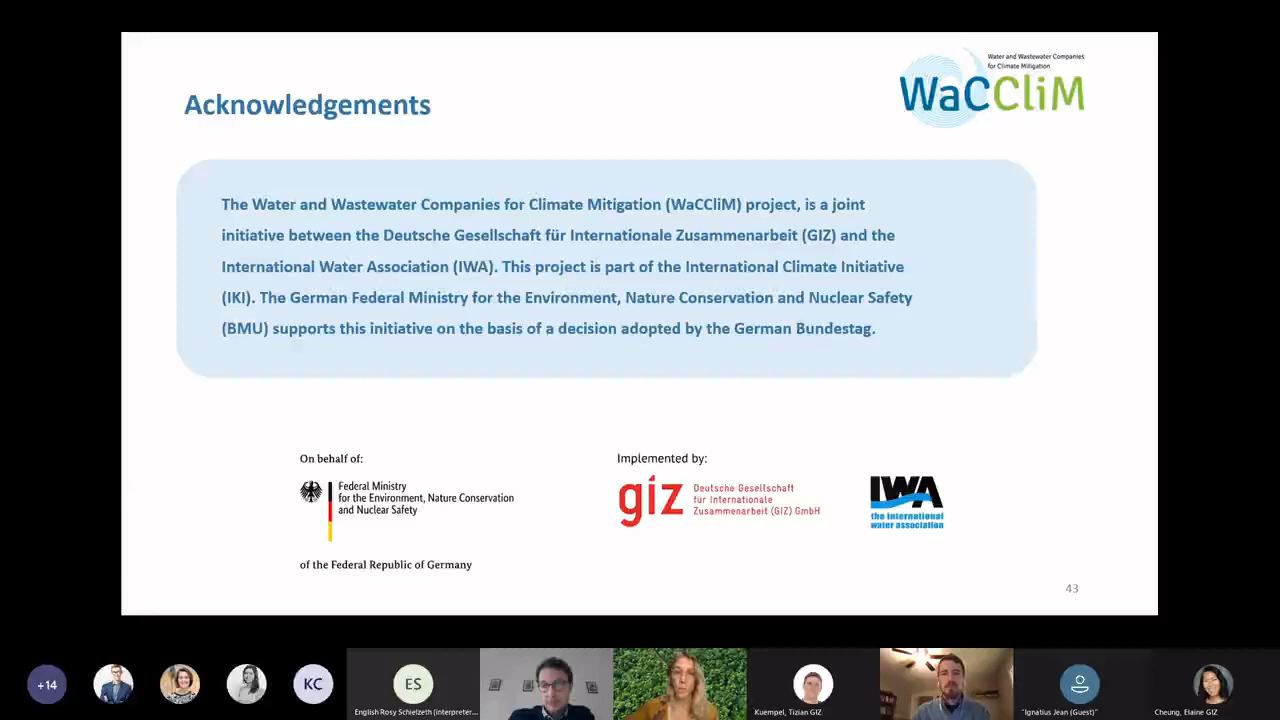 Water and Wastewater Companies
for Climate Mitigation
WaCCliM
Acknowledgements
The Water and Wastewater Companies for Climate Mitigation (WaCCliM) project, is a joint
initiative between the Deutsche Gesellschaft für Internationale Zusammenarbeit (GIZ) and the
International Water Association (IWA). This project is part of the International Climate Initiative
(IKI). The German Federal Ministry for the Environment, Nature Conservation and Nuclear Safety
(BMU) supports this initiative on the basis of a decision adopted by the German Bundestag.
On behalf of:
Federal Ministry
for the Environment, Nature Conservation
and Nuclear Safety
of the Federal Republic of Germany
Implemented by:
giz
Deutsche Gesellschaft
für Internationale
Zusammenarbeit (GIZ) GmbH
IWA
the international
water association
43
+14
KC
ES
English Rosy Schielzeth (interpreter...
Kuempel, Tizian GIZ
"Ignatius Jean (Guest)"
Cheung, Elaine GIZ